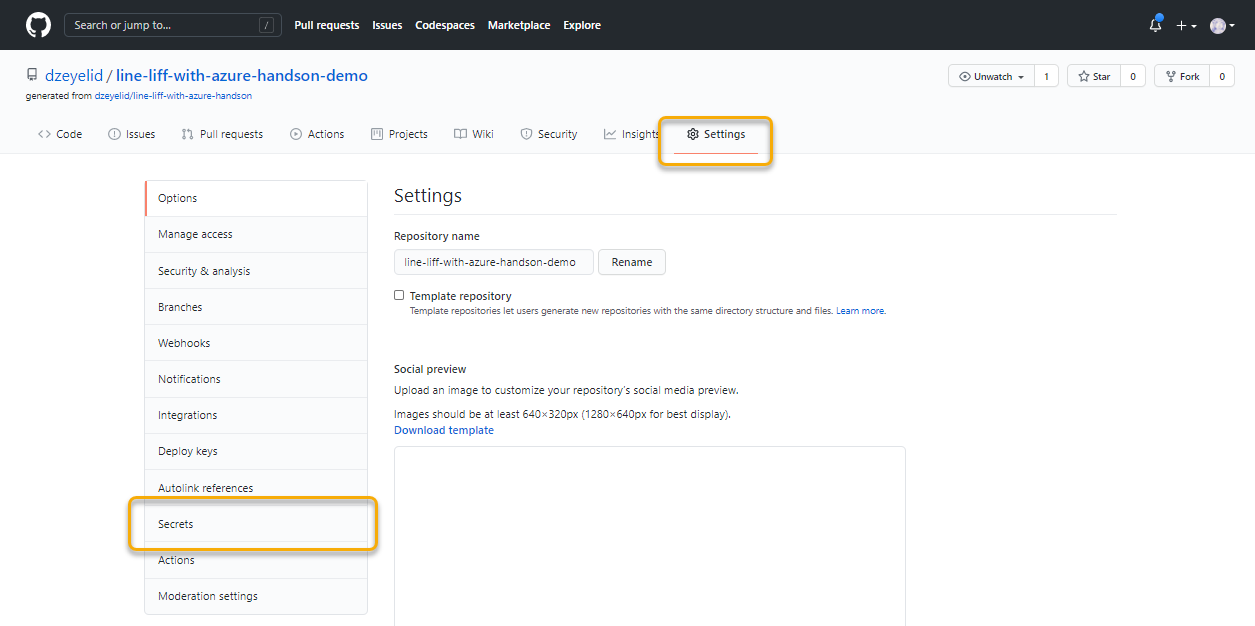 Search or jump to... / Pull requests Issues Codespaces Marketplace Explore
dzeyelid / line-liff-with-azure-handson-demo Unwatch 1 Star 0 Fork 0
generated from dzeyelid/line-liff-with-azure-handson
Code Issues Pull requests Actions Projects Wiki Security Insights Settings
Options
Manage access
Security & analysis
Branches
Webhooks
Notifications
Integrations
Deploy keys
Autolink references
Secrets
Actions
Moderation settings
Settings
Repository name
line-liff-with-azure-handson-demo Rename
Template repository
Template repositories let users generate new repositories with the same directory structure and files. Learn more.
Social preview
Upload an image to customize your repository's social media preview.
Images should be at least 640×320px (1280×640px for best display).
Download template